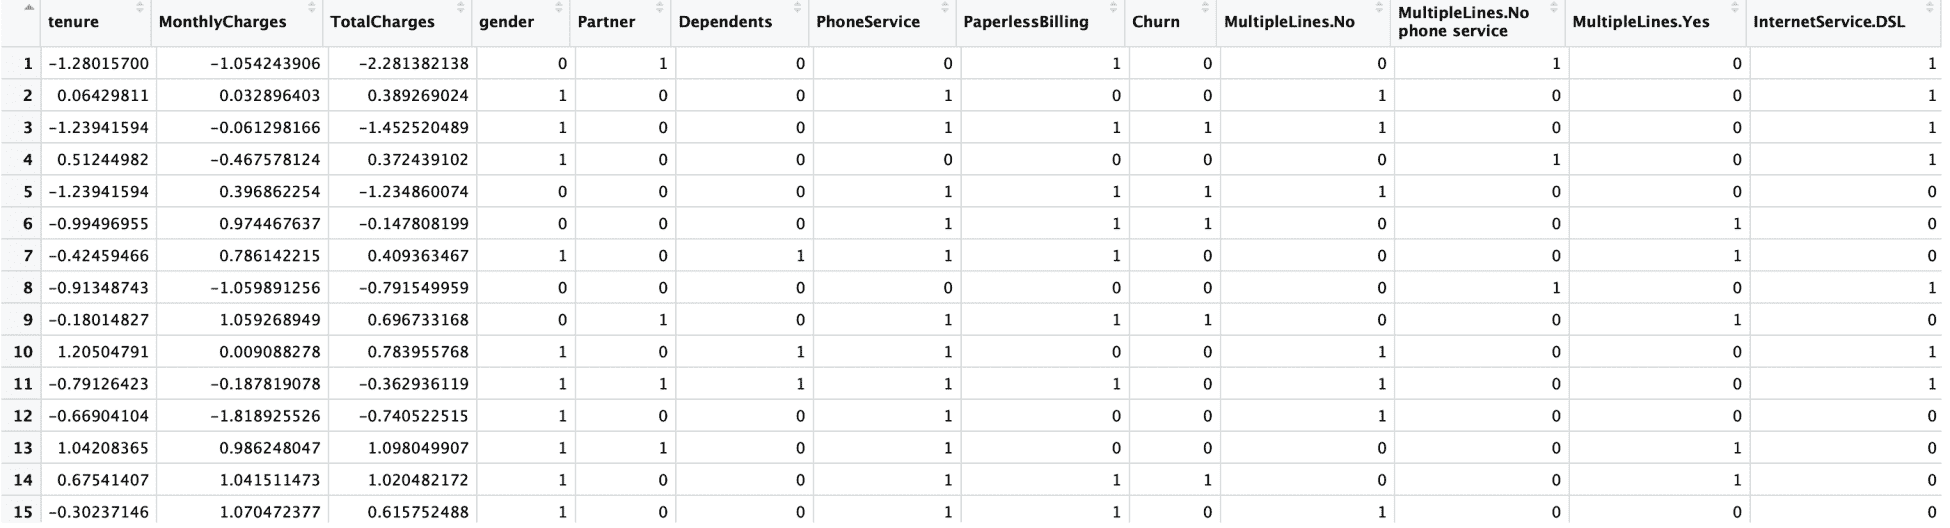 tenure MonthlyCharges TotalCharges gender Partner Dependents PhoneService PaperlessBilling Churn MultipleLines.No MultipleLines.No phone service MultipleLines.Yes InternetService.DSL
1 -1.28015700 -1.054243906 -2.281382138 0 1 0 0 1 0 0 1 0 1
2 0.06429811 0.032896403 0.389269024 1 0 0 1 0 0 1 0 0 1
3 -1.23941594 -0.061298166 -1.452520489 1 0 0 1 1 1 1 0 0 1
4 0.51244982 -0.467578124 0.372439102 1 0 0 0 0 0 0 1 0 1
5 -1.23941594 0.396862254 -1.234860074 0 0 0 1 1 1 1 0 0 0
6 -0.99496955 0.974467637 -0.147808199 0 0 0 1 1 1 0 0 1 0
7 -0.42459466 0.786142215 0.409363467 1 0 1 1 1 0 0 0 1 0
8 -0.91348743 -1.059891256 -0.791549959 0 0 0 0 0 0 0 1 0 1
9 -0.18014827 1.059268949 0.696733168 0 1 0 1 1 1 0 0 1 0
10 1.20504791 0.009088278 0.783955768 1 0 1 1 0 0 1 0 0 1
11 -0.79126423 -0.187819078 -0.362936119 1 1 1 1 1 0 1 0 0 1
12 -0.66904104 -1.818925526 -0.740522515 1 0 0 1 0 0 1 0 0 0
13 1.04208365 0.986248047 1.098049907 1 1 0 1 0 0 0 0 1 0
14 0.67541407 1.041511473 1.020482172 1 0 0 1 1 1 0 0 1 0
15 -0.30237146 1.070472377 0.615752488 1 0 0 1 1 0 1 0 0 0